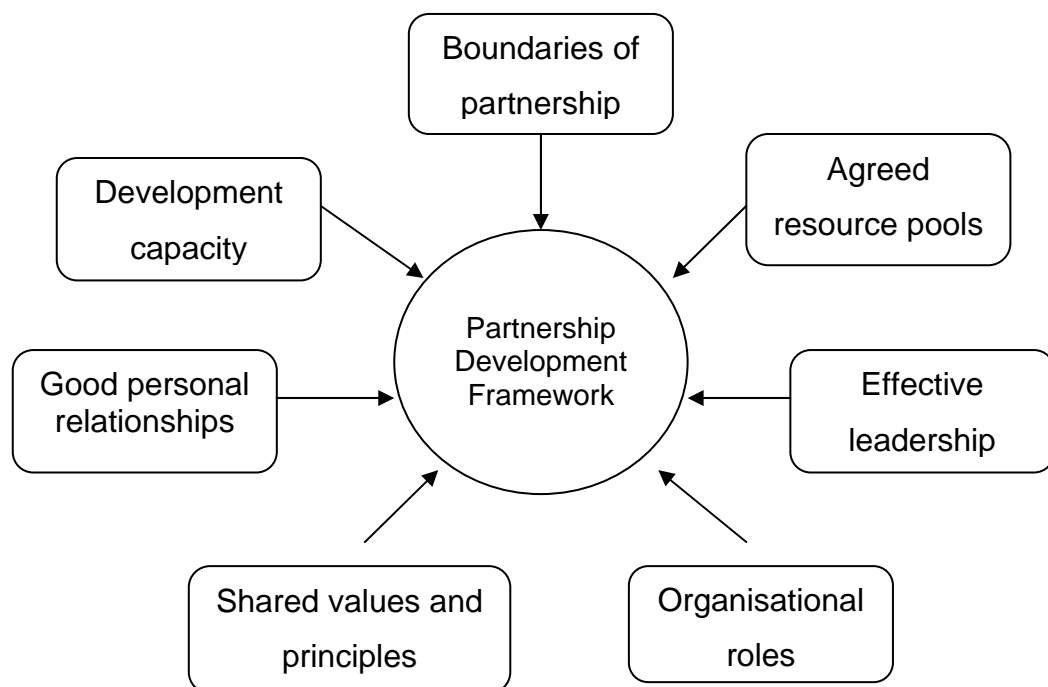 Boundaries of
partnership
Development
capacity
Agreed
resource pools
Partnership
Development
Framework
Good personal
relationships
Effective
leadership
Shared values and
principles
Organisational
roles